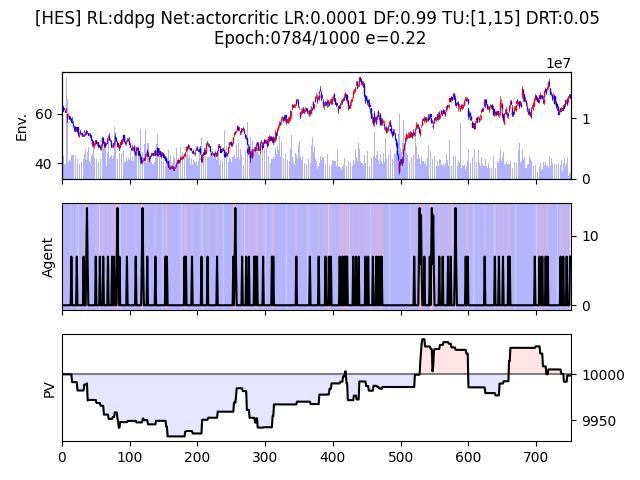 [HES] RL:ddpg Net:actorcritic LR:0.0001 DF:0.99 TU:[1,15] DRT:0.05
Epoch:0784/1000 e=0.22
1e7
Env.
60
40
1
0
Agent
10
0
PV
10000
9950
0 100 200 300 400 500 600 700